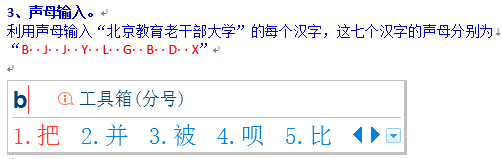 3、声母输入。
利用声母输入“北京教育老干部大学”的每个汉字，这七个汉字的声母分别为
“B··J··J··Y··L··G··B··D··X”
b 工具箱(分号)
1.把 2.并 3.被 4.呗 5.比